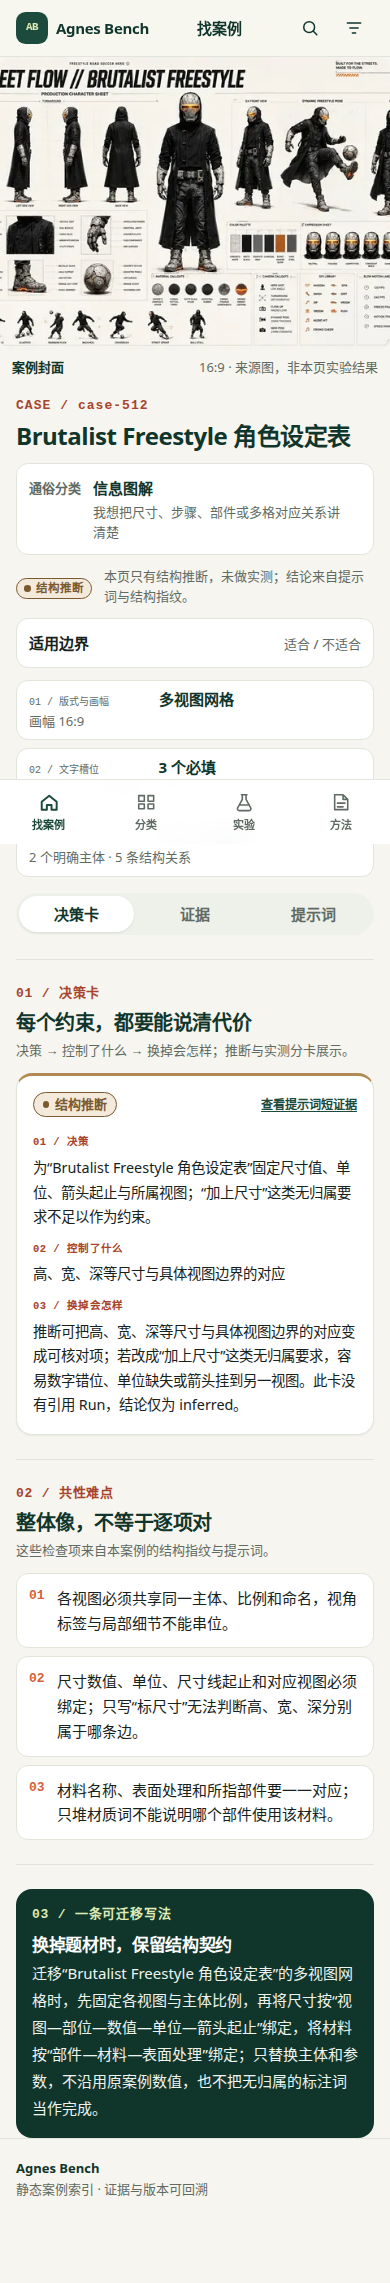 AB
Agnes Bench
找案例
FREESTYLE ROAD SOCCER HERO
EET FLOW // BRUTALIST FREESTYLE
BUILT FOR THE STREETS.
MADE TO FLOW.
PRODUCTION CHARACTER SHEET
TURNAROUND
DYNAMIC FREESTYLE POSE
COLOR PALETTE
EXPRESSION SHEET
MATERIAL CALLOUTS
案例封面
16:9 · 来源图，非本页实验结果
CASE / case-512
Brutalist Freestyle 角色设定表
通俗分类
信息图解
我想把尺寸、步骤、部件或多格对应关系讲
清楚
结构推断
本页只有结构推断，未做实测；结论来自提示
词与结构指纹。
适用边界
适合 / 不适合
01 / 版式与画幅
多视图网格
画幅 16:9
02 / 文字槽位
3 个必填
找案例
分类
实验
方法
2 个明确主体 · 5 条结构关系
决策卡
证据
提示词
01 / 决策卡
每个约束，都要能说清代价
决策 → 控制了什么 → 换掉会怎样；推断与实测分卡展示。
结构推断
查看提示词短证据
01 / 决策
为“Brutalist Freestyle 角色设定表”固定尺寸值、单
位、箭头起止与所属视图；“加上尺寸”这类无归属要
求不足以作为约束。
02 / 控制了什么
高、宽、深等尺寸与具体视图边界的对应
03 / 换掉会怎样
推断可把高、宽、深等尺寸与具体视图边界的对应变
成可核对项；若改成“加上尺寸”这类无归属要求，容
易数字错位、单位缺失或箭头挂到另一视图。此卡没
有引用 Run，结论仅为 inferred。
02 / 共性难点
整体像，不等于逐项对
这些检查项来自本案例的结构指纹与提示词。
01
各视图必须共享同一主体、比例和命名，视角
标签与局部细节不能串位。
02
尺寸数值、单位、尺寸线起止和对应视图必须
绑定；只写“标尺寸”无法判断高、宽、深分别
属于哪条边。
03
材料名称、表面处理和所指部件要一一对应；
只堆材质词不能说明哪个部件使用该材料。
03 / 一条可迁移写法
换掉题材时，保留结构契约
迁移“Brutalist Freestyle 角色设定表”的多视图网
格时，先固定各视图与主体比例，再将尺寸按“视
图—部位—数值—单位—箭头起止”绑定，将材料
按“部件—材料—表面处理”绑定；只替换主体和参
数，不沿用原案例数值，也不把无归属的标注词
当作完成。
Agnes Bench
静态案例索引 · 证据与版本可回溯